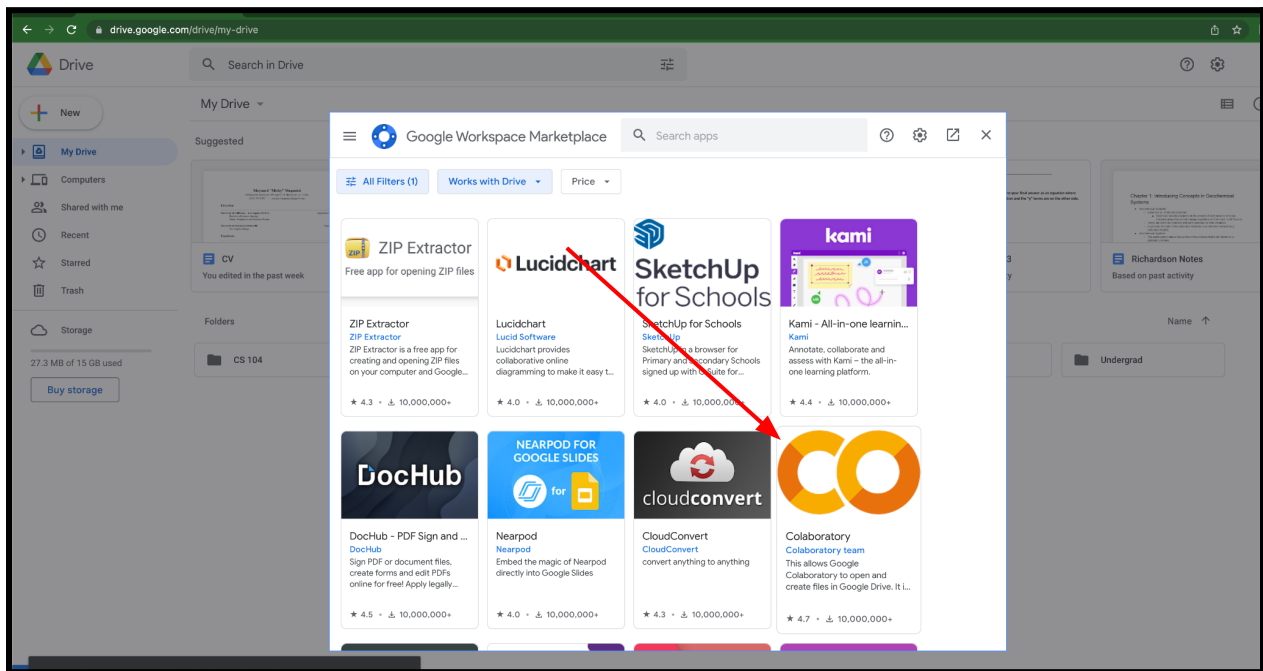 drive.google.com/drive/my-drive
Drive
Search in Drive
New
My Drive
My Drive
Computers
Shared with me
Recent
Starred
Trash
Storage
27.3 MB of 15 GB used
Buy storage
Suggested
CV
You edited in the past week
Folders
CS 104
Google Workspace Marketplace
Search apps
All Filters (1)
Works with Drive
Price
ZIP
ZIP Extractor
Free app for opening ZIP files
ZIP Extractor
ZIP Extractor
ZIP Extractor is a free app for
creating and opening ZIP files
on your computer and Google...
4.3 • 10,000,000+
Lucidchart
Lucidchart
Lucid Software
Lucidchart provides
collaborative online
diagramming to make it easy t...
4.0 • 10,000,000+
SketchUp
for Schools
SketchUp for Schools
SketchUp
SketchUp in a browser for
Primary and Secondary Schools
signed up with G Suite for...
4.0 • 10,000,000+
kami
Kami - All-in-one learnin...
Kami
Annotate, collaborate and
assess with Kami – the all-in-
one learning platform.
4.4 • 10,000,000+
DocHub
DocHub - PDF Sign and ...
DocHub
Sign PDF or document files,
create forms and edit PDFs
online for free! Apply legally...
4.5 • 10,000,000+
NEARPOD FOR
GOOGLE SLIDES
for
Nearpod
Nearpod
Embed the magic of Nearpod
directly into Google Slides
4.0 • 10,000,000+
cloudconvert
CloudConvert
CloudConvert
convert anything to anything
4.3 • 10,000,000+
Colaboratory
Colaboratory team
This allows Google
Colaboratory to open and
create files in Google Drive. It i...
4.7 • 10,000,000+
Chapter 1: Introducing Concepts in Geochemical
Systems
3
Richardson Notes
Based on past activity
Name
Undergrad